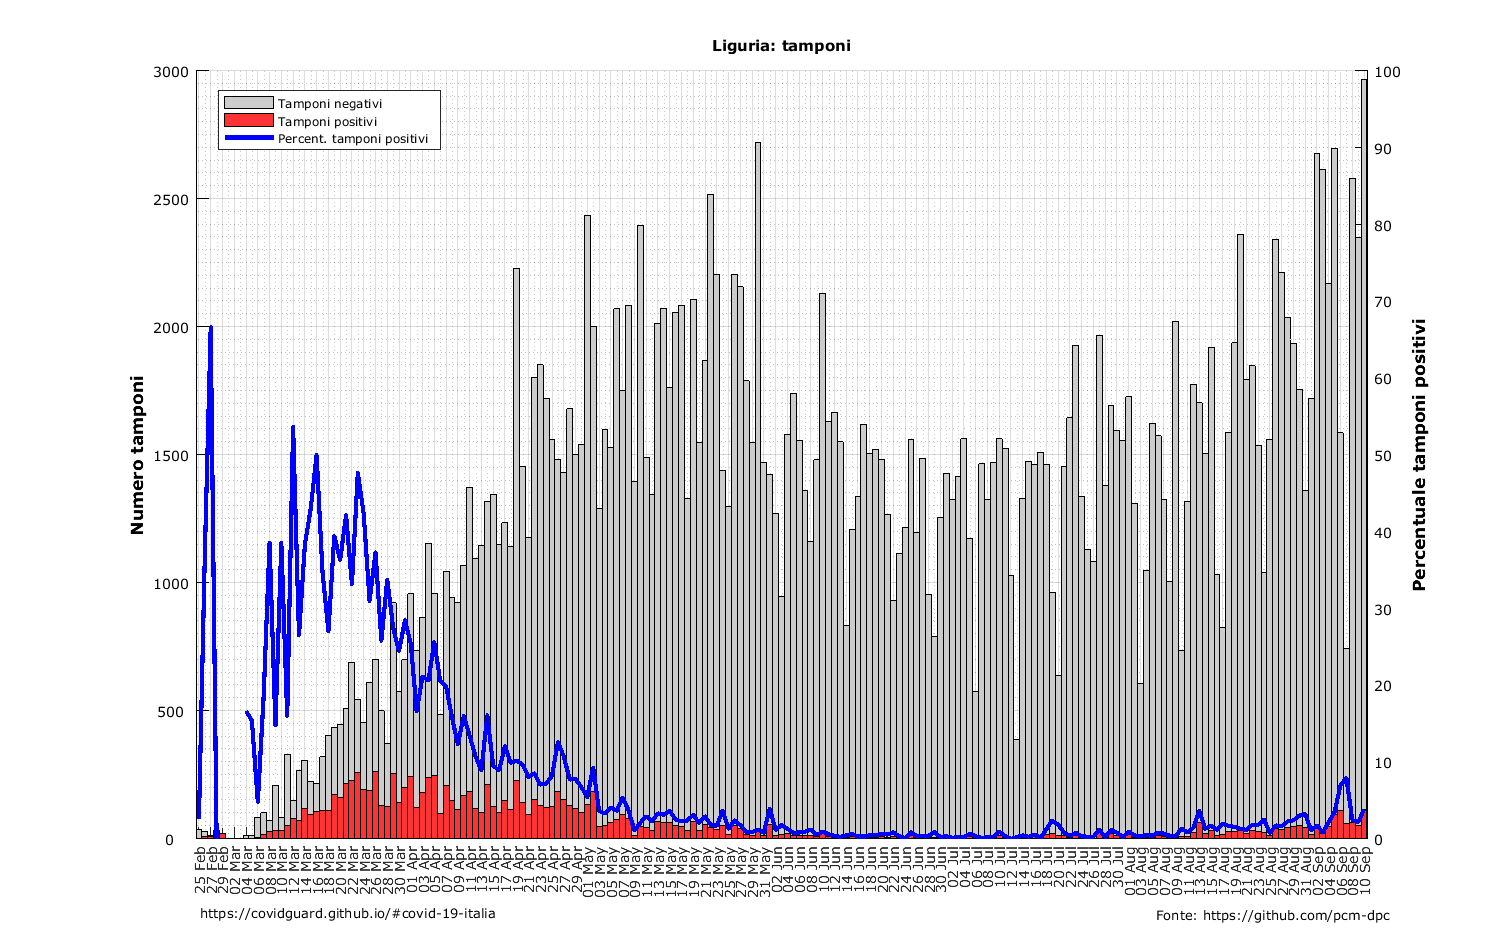 Liguria: tamponi
3000
2500
2000
1500
1000
500
0
Numero tamponi
Tamponi negativi
Tamponi positivi
Percent. tamponi positivi
100
90
80
70
60
50
40
30
20
10
0
Percentuale tamponi positivi
25 Feb
27 Feb
29 Feb
02 Mar
04 Mar
06 Mar
08 Mar
10 Mar
12 Mar
14 Mar
16 Mar
18 Mar
20 Mar
22 Mar
24 Mar
26 Mar
28 Mar
30 Mar
01 Apr
03 Apr
05 Apr
07 Apr
09 Apr
11 Apr
13 Apr
15 Apr
17 Apr
19 Apr
21 Apr
23 Apr
25 Apr
27 Apr
29 Apr
01 May
03 May
05 May
07 May
09 May
11 May
13 May
15 May
17 May
19 May
21 May
23 May
25 May
27 May
29 May
31 May
02 Jun
04 Jun
06 Jun
08 Jun
10 Jun
12 Jun
14 Jun
16 Jun
18 Jun
20 Jun
22 Jun
24 Jun
26 Jun
28 Jun
30 Jun
02 Jul
04 Jul
06 Jul
08 Jul
10 Jul
12 Jul
14 Jul
16 Jul
18 Jul
20 Jul
22 Jul
24 Jul
26 Jul
28 Jul
30 Jul
01 Aug
03 Aug
05 Aug
07 Aug
09 Aug
11 Aug
13 Aug
15 Aug
17 Aug
19 Aug
21 Aug
23 Aug
25 Aug
27 Aug
29 Aug
31 Aug
02 Sep
04 Sep
06 Sep
08 Sep
10 Sep
https://covidguard.github.io/#covid-19-italia
Fonte: https://github.com/pcm-dpc